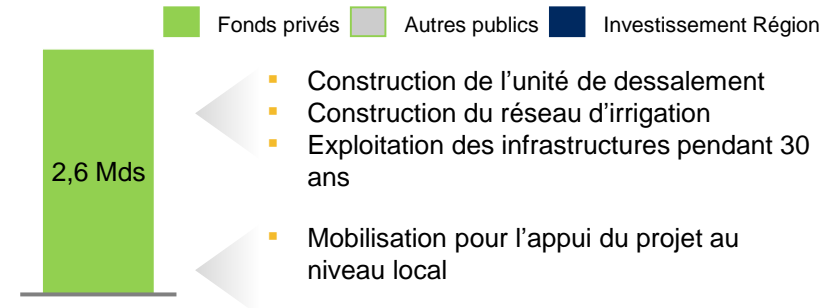 Fonds privés Autres publics Investissement Région
2,6 Mds
▪ Construction de l’unité de dessalement
▪ Construction du réseau d’irrigation
▪ Exploitation des infrastructures pendant 30
ans
▪ Mobilisation pour l’appui du projet au
niveau local